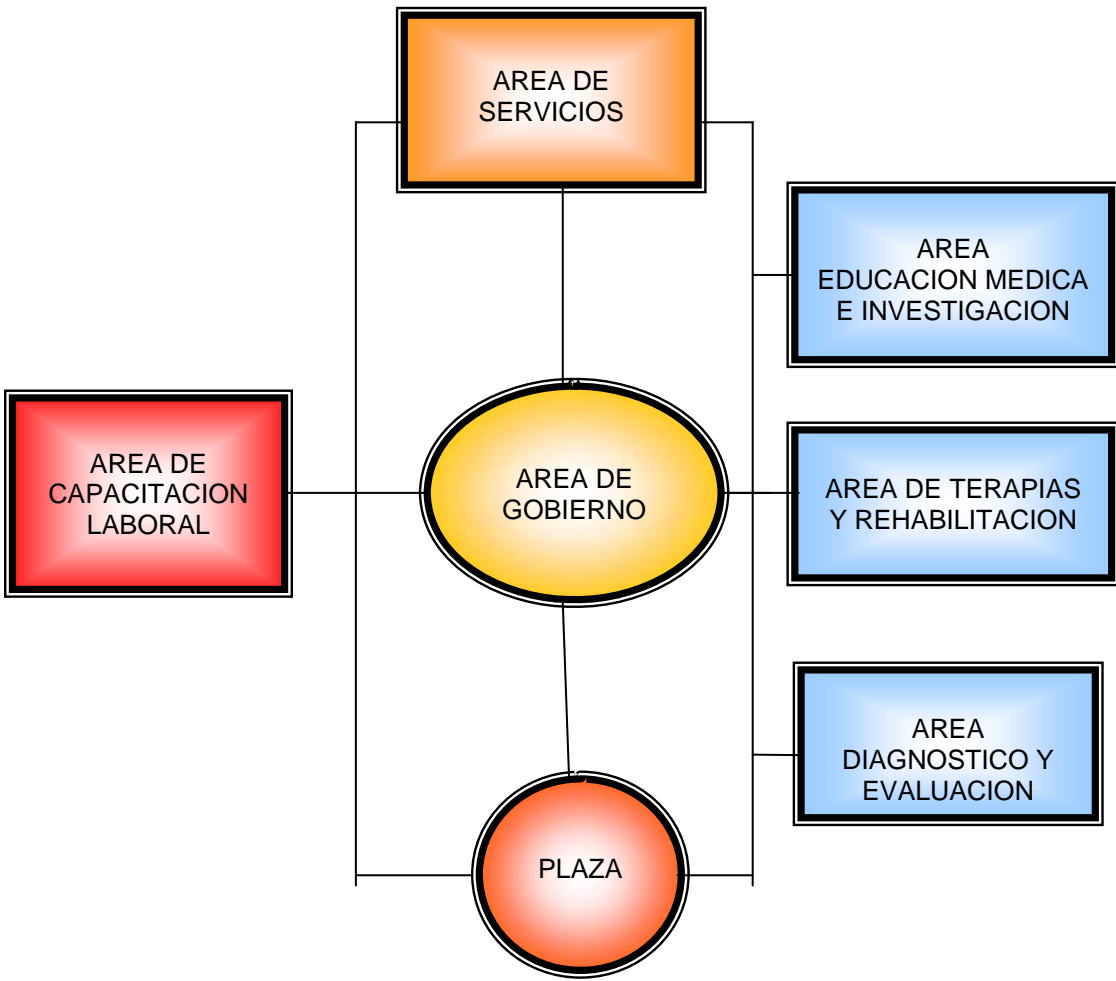 AREA DE
SERVICIOS
AREA
EDUCACION MEDICA
E INVESTIGACION
AREA DE
CAPACITACION
LABORAL
AREA DE
GOBIERNO
AREA DE TERAPIAS
Y REHABILITACION
AREA
DIAGNOSTICO Y
EVALUACION
PLAZA